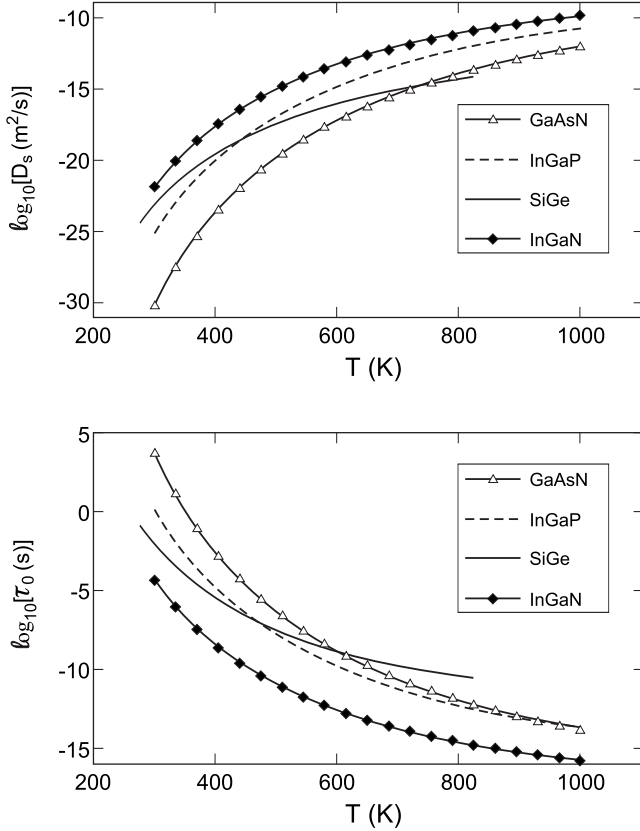 ℓog10[Ds (m2/s)]
-10
-15
-20
-25
-30
200 400 600 800 1000
T (K)
GaAsN
InGaP
SiGe
InGaN
ℓog10[τ0 (s)]
5
0
-5
-10
-15
200 400 600 800 1000
T (K)
GaAsN
InGaP
SiGe
InGaN